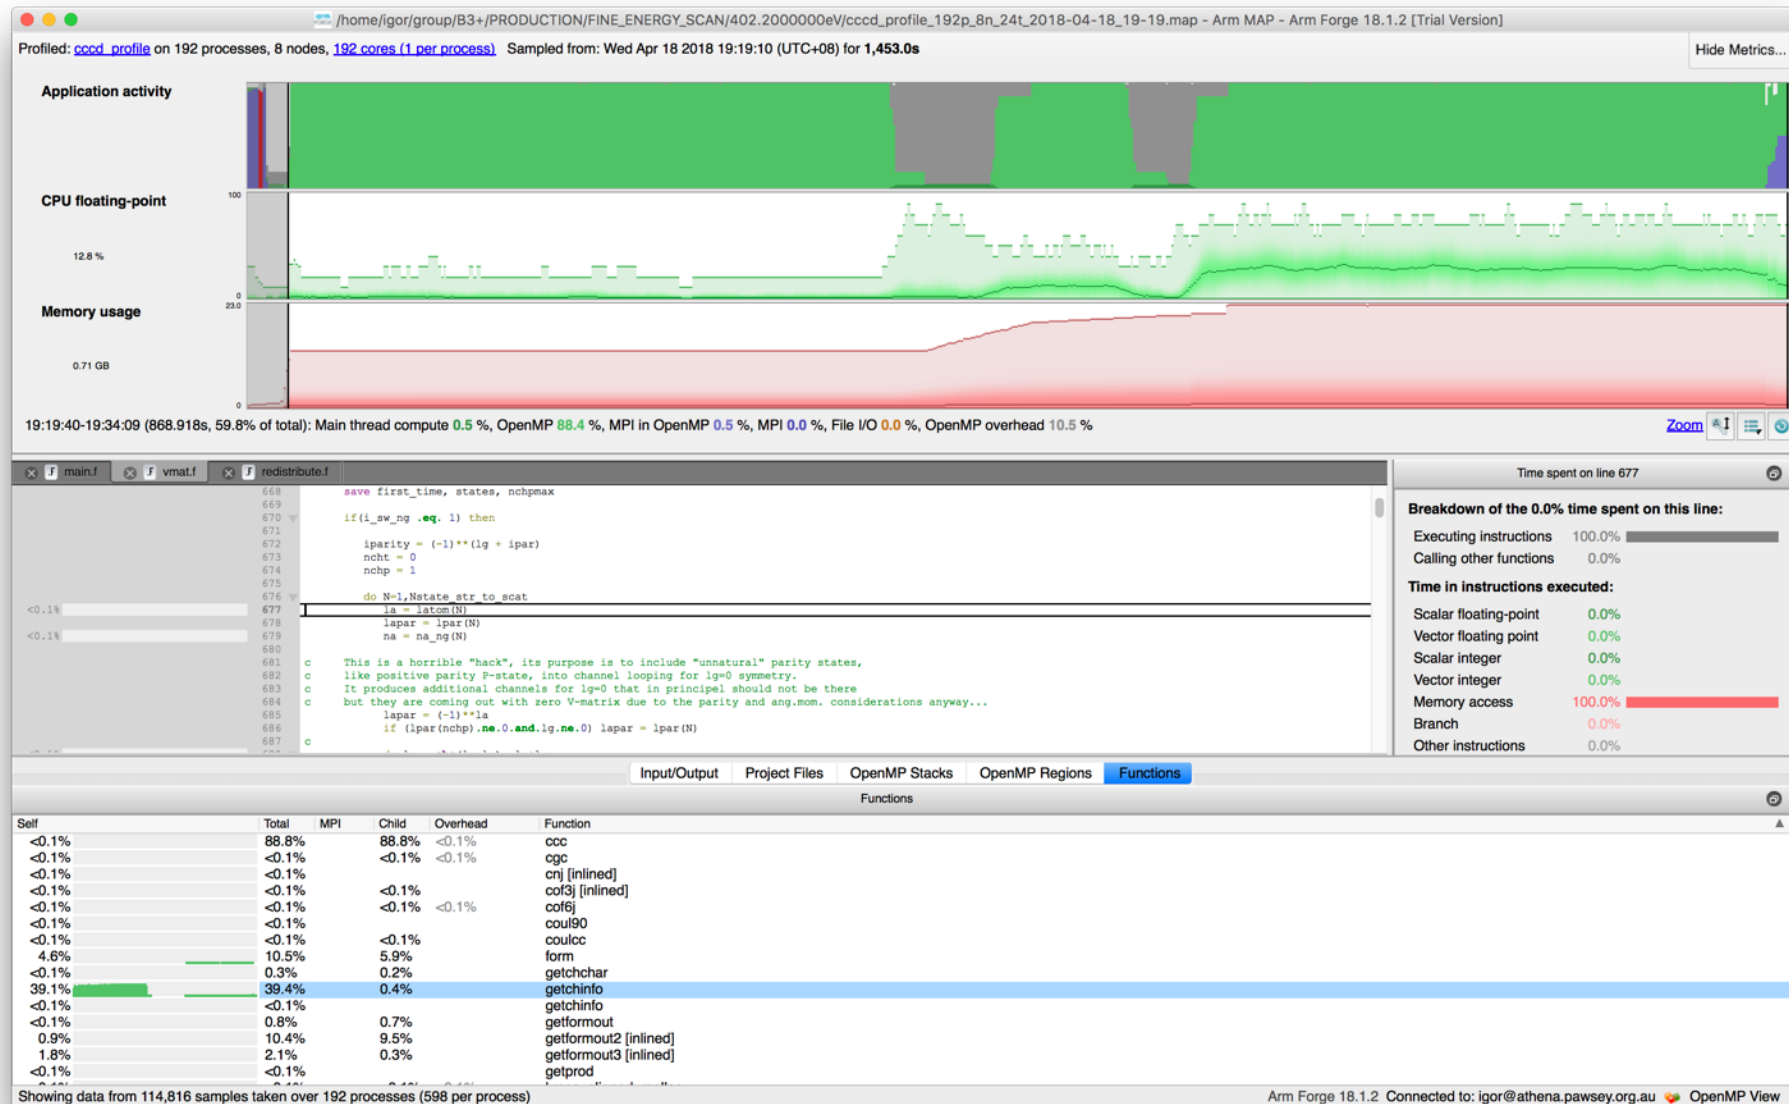 /home/igor/group/B3+/PRODUCTION/FINE_ENERGY_SCAN/402.2000000eV/cccd_profile_192p_8n_24t_2018-04-18_19-19.map - Arm MAP - Arm Forge 18.1.2 [Trial Version]
Profiled: cccd_profile on 192 processes, 8 nodes, 192 cores (1 per process) Sampled from: Wed Apr 18 2018 19:19:10 (UTC+08) for 1,453.0s
Hide Metrics...
Application activity
CPU floating-point
100
12.8 %
0
Memory usage
23.0
0.71 GB
0
19:19:40-19:34:09 (868.918s, 59.8% of total): Main thread compute 0.5 %, OpenMP 88.4 %, MPI in OpenMP 0.5 %, MPI 0.0 %, File I/O 0.0 %, OpenMP overhead 10.5 %
Zoom
F main.f F vmat.f F redistribute.f
668 save first_time, states, nchpmax
669
670 if(i_sw_ng .eq. 1) then
671
672 iparity = (-1)**(lg + ipar)
673 ncht = 0
674 nchp = 1
675
676 do N=1,Nstate_str_to_scat
<0.1% 677 la = latom(N)
678 lapar = lpar(N)
<0.1% 679 na = na_ng(N)
680
681 c This is a horrible "hack", its purpose is to include "unnatural" parity states,
682 c like positive parity P-state, into channel looping for lg=0 symmetry.
683 c It produces additional channels for lg=0 that in principel should not be there
684 c but they are coming out with zero V-matrix due to the parity and ang.mom. considerations anyway...
685 lapar = (-1)**la
686 if (lpar(nchp).ne.0.and.lg.ne.0) lapar = lpar(N)
687 c
Time spent on line 677
Breakdown of the 0.0% time spent on this line:
Executing instructions 100.0%
Calling other functions 0.0%
Time in instructions executed:
Scalar floating-point 0.0%
Vector floating point 0.0%
Scalar integer 0.0%
Vector integer 0.0%
Memory access 100.0%
Branch 0.0%
Other instructions 0.0%
Input/Output Project Files OpenMP Stacks OpenMP Regions Functions
Functions
Self Total MPI Child Overhead Function
<0.1% 88.8% 88.8% <0.1% ccc
<0.1% <0.1% <0.1% <0.1% cgc
<0.1% <0.1% cnj [inlined]
<0.1% <0.1% <0.1% cof3j [inlined]
<0.1% <0.1% <0.1% <0.1% cof6j
<0.1% <0.1% coul90
<0.1% <0.1% <0.1% coulcc
4.6% 10.5% 5.9% form
<0.1% 0.3% 0.2% getchchar
39.1% 39.4% 0.4% getchinfo
<0.1% <0.1% getchinfo
<0.1% 0.8% 0.7% getformout
0.9% 10.4% 9.5% getformout2 [inlined]
1.8% 2.1% 0.3% getformout3 [inlined]
<0.1% <0.1% getprod
Showing data from 114,816 samples taken over 192 processes (598 per process)
Arm Forge 18.1.2 Connected to: igor@athena.pawsey.org.au OpenMP View